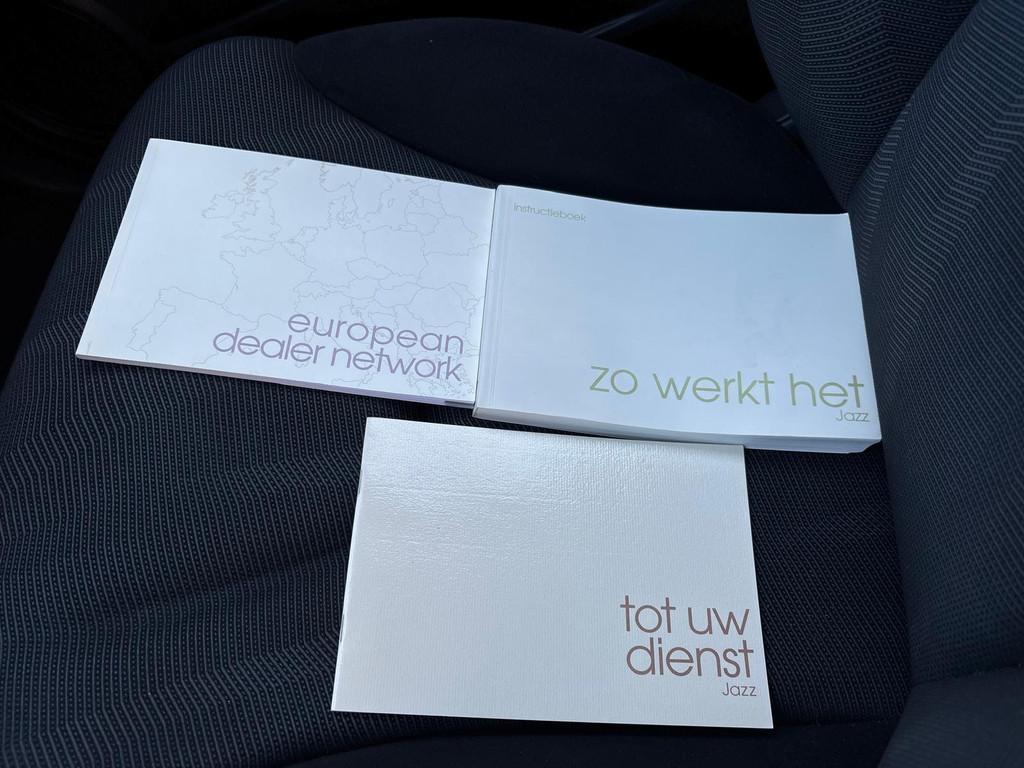 european
dealer network
instructieboek
zo werkt het
Jazz
tot uw
dienst
Jazz